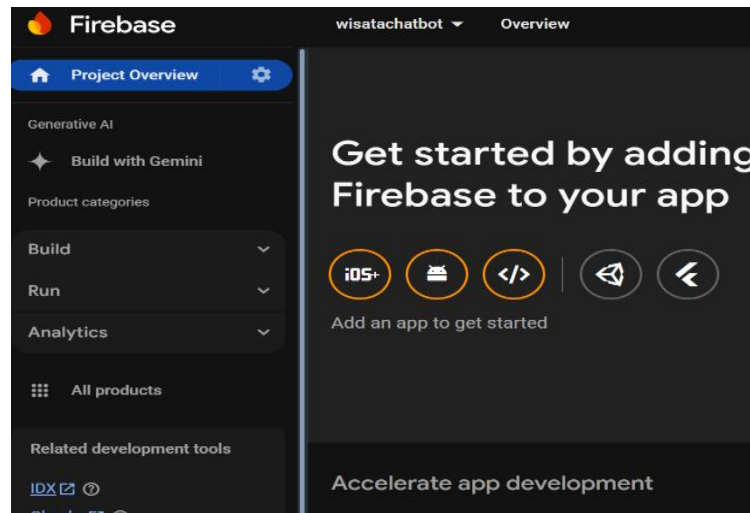 Firebase
wisatachatbot
Overview
Project Overview
Generative AI
Build with Gemini
Product categories
Build
Run
Analytics
All products
Related development tools
IDX
Get started by adding
Firebase to your app
iOS+
</>
Add an app to get started
Accelerate app development